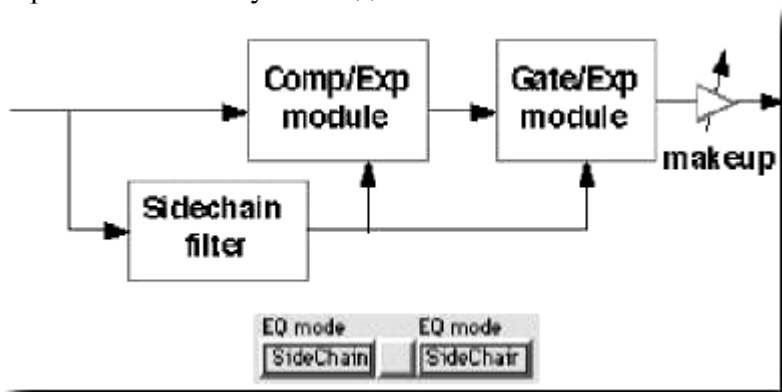 Comp/Exp
module
Gate/Exp
module
makeup
Sidechain
filter
EQ mode
EQ mode
SideChain
SideChair